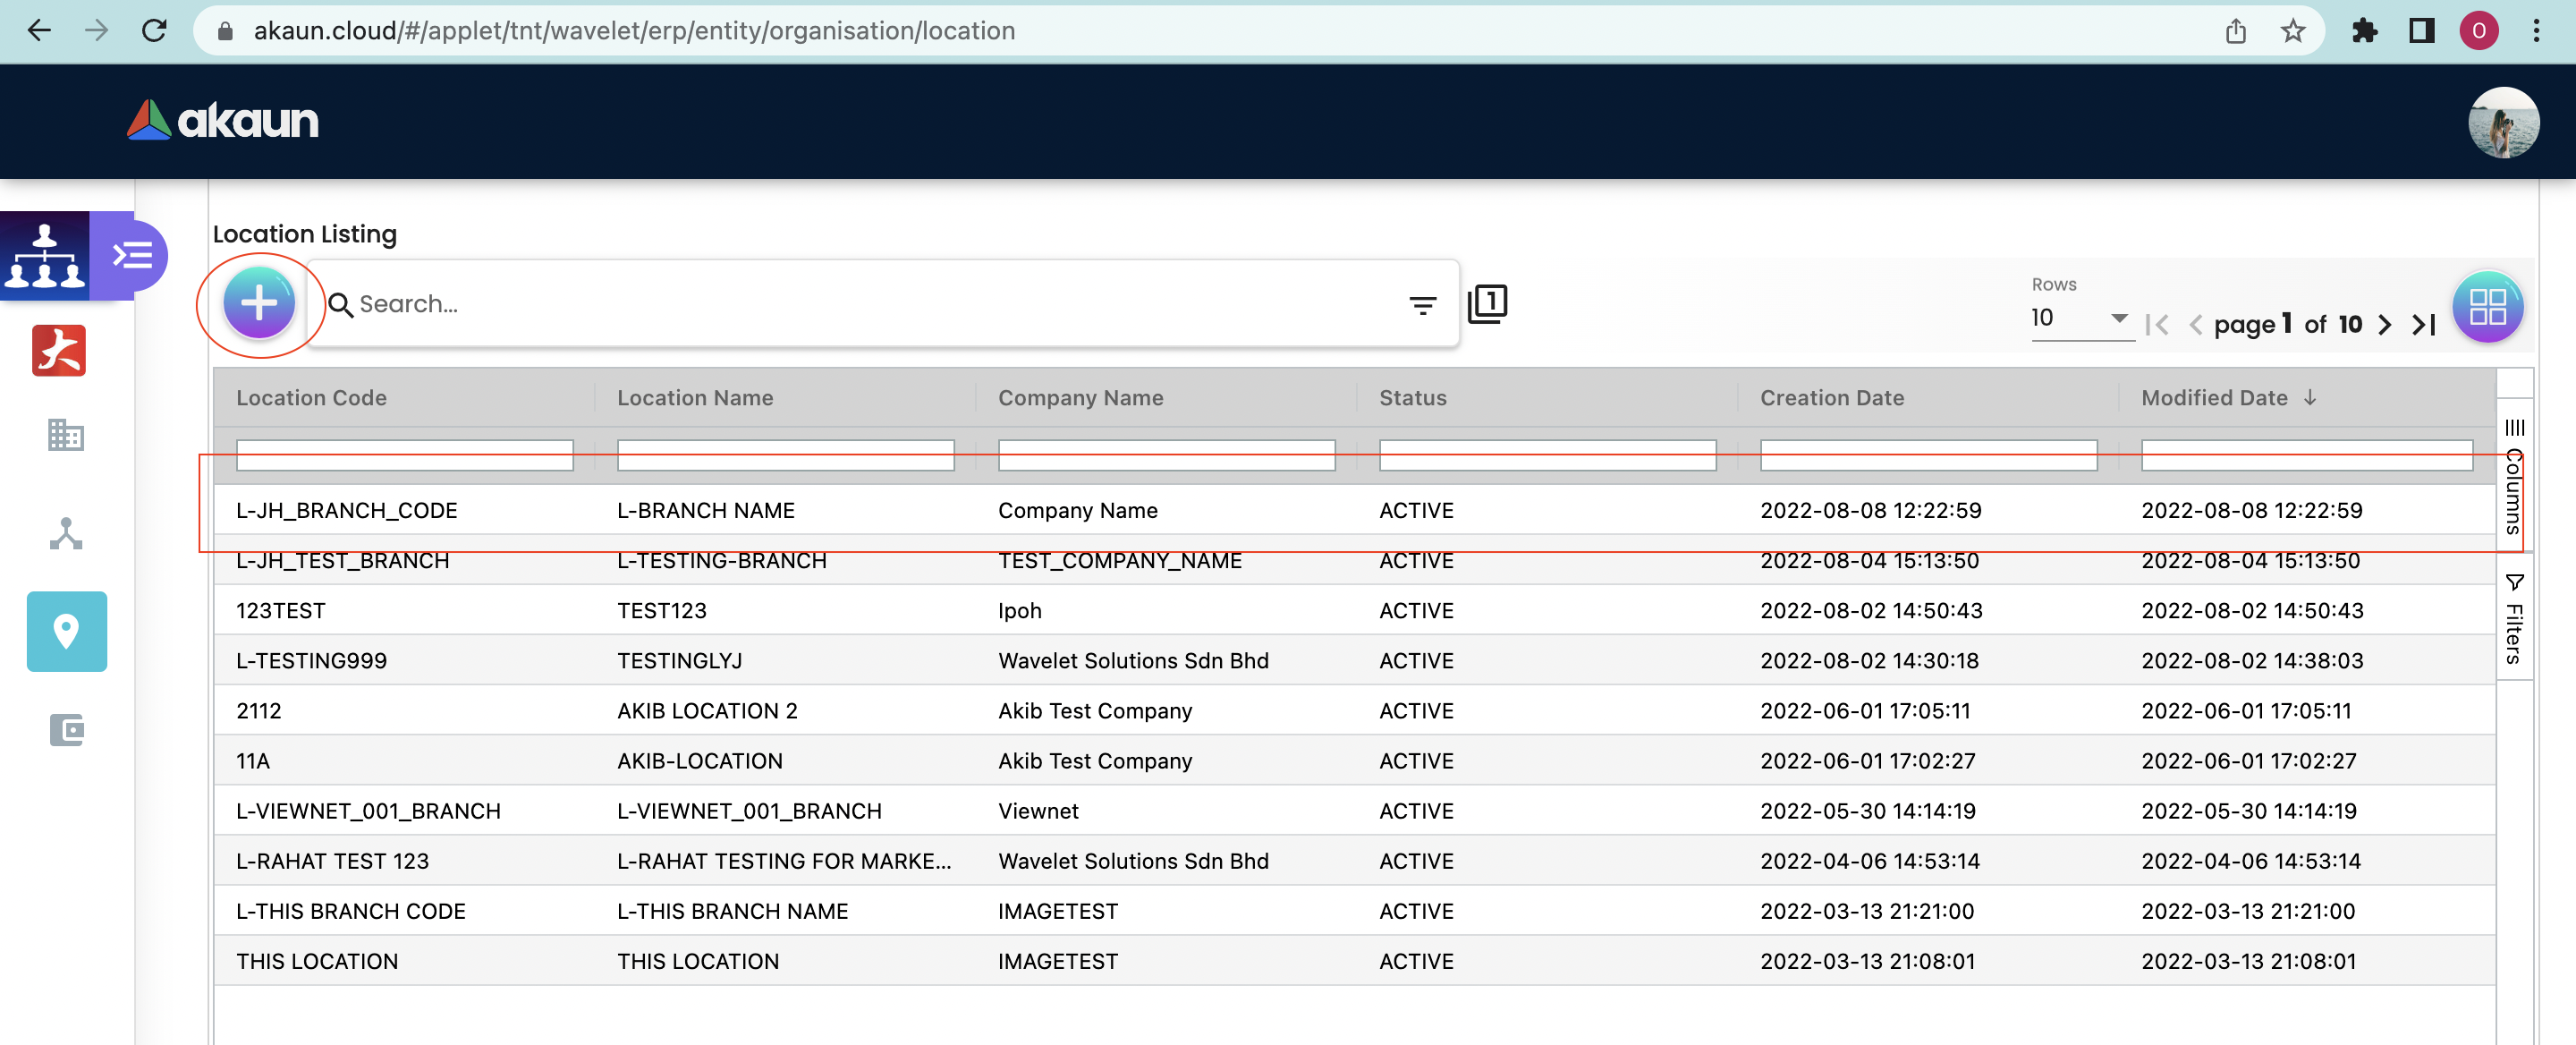 akaun.cloud/#/applet/tnt/wavelet/erp/entity/organisation/location
O
akaun
Location Listing
Search...
1
Rows
10
page 1 of 10
Location Code Location Name Company Name Status Creation Date Modified Date
L-JH_BRANCH_CODE L-BRANCH NAME Company Name ACTIVE 2022-08-08 12:22:59 2022-08-08 12:22:59
L-JH_TEST_BRANCH L-TESTING-BRANCH TEST_COMPANY_NAME ACTIVE 2022-08-04 15:13:50 2022-08-04 15:13:50
123TEST TEST123 Ipoh ACTIVE 2022-08-02 14:50:43 2022-08-02 14:50:43
L-TESTING999 TESTINGLYJ Wavelet Solutions Sdn Bhd ACTIVE 2022-08-02 14:30:18 2022-08-02 14:38:03
2112 AKIB LOCATION 2 Akib Test Company ACTIVE 2022-06-01 17:05:11 2022-06-01 17:05:11
11A AKIB-LOCATION Akib Test Company ACTIVE 2022-06-01 17:02:27 2022-06-01 17:02:27
L-VIEWNET_001_BRANCH L-VIEWNET_001_BRANCH Viewnet ACTIVE 2022-05-30 14:14:19 2022-05-30 14:14:19
L-RAHAT TEST 123 L-RAHAT TESTING FOR MARKE... Wavelet Solutions Sdn Bhd ACTIVE 2022-04-06 14:53:14 2022-04-06 14:53:14
L-THIS BRANCH CODE L-THIS BRANCH NAME IMAGETEST ACTIVE 2022-03-13 21:21:00 2022-03-13 21:21:00
THIS LOCATION THIS LOCATION IMAGETEST ACTIVE 2022-03-13 21:08:01 2022-03-13 21:08:01
Columns
Filters